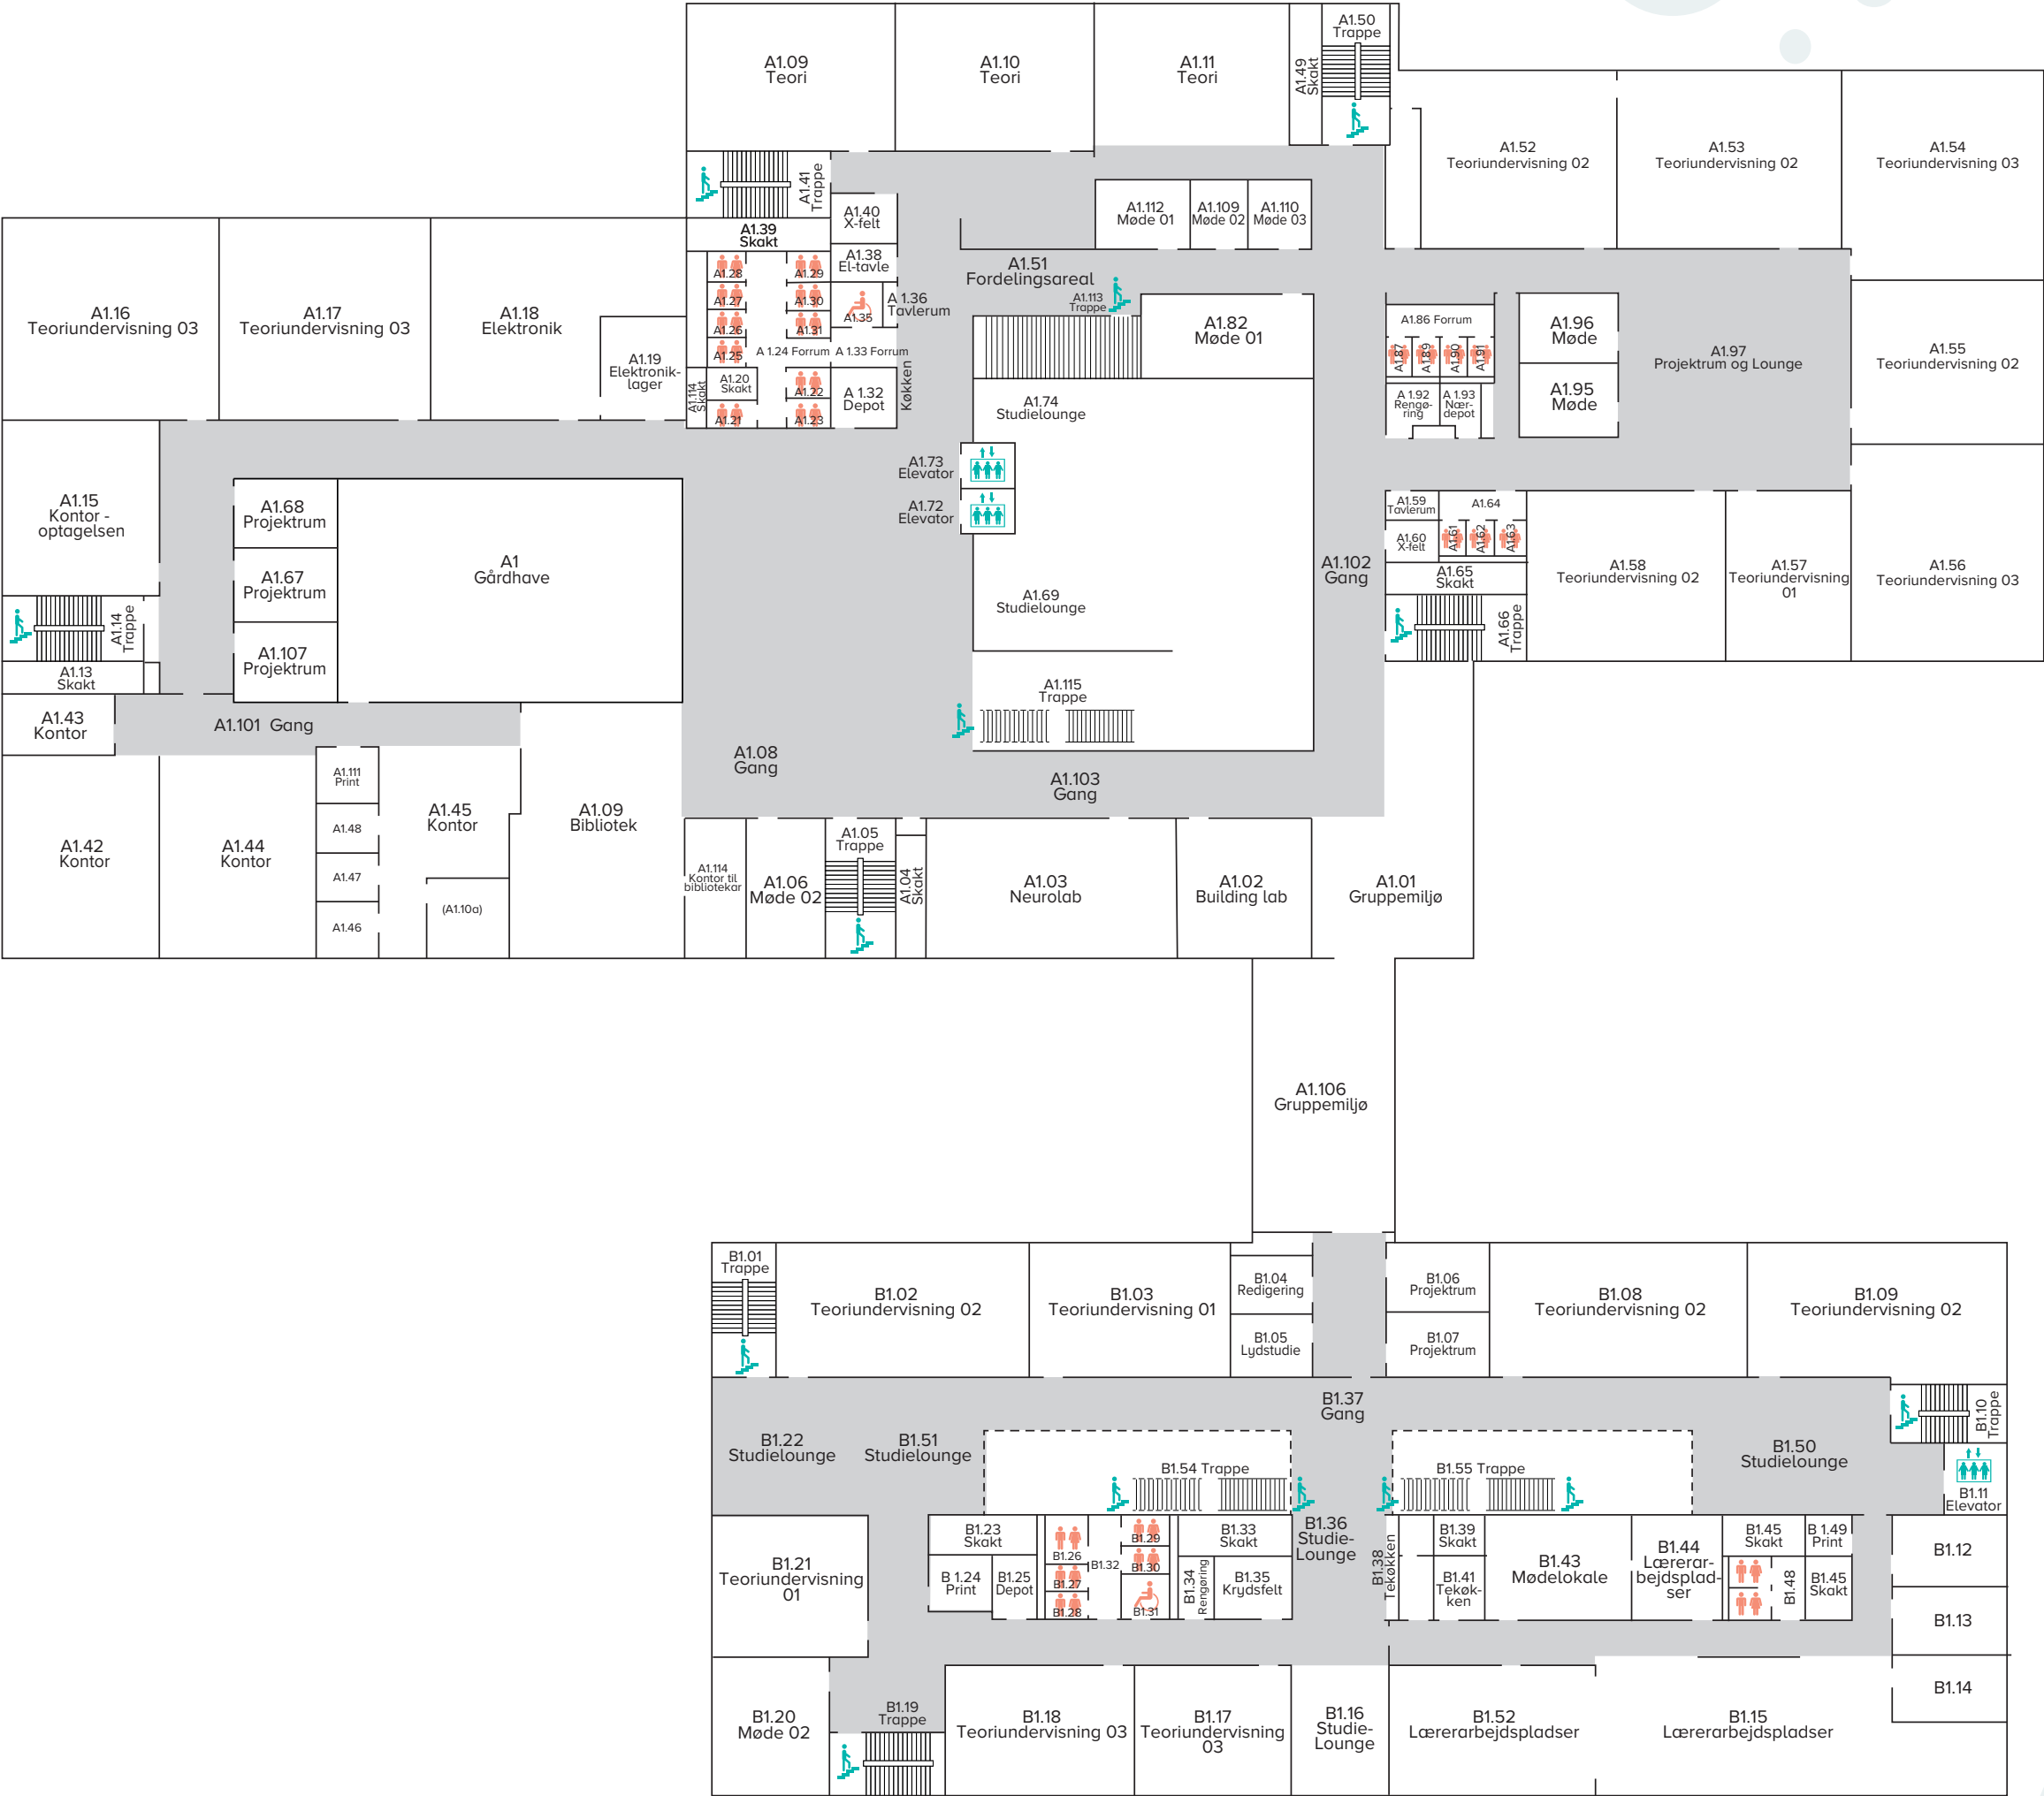 A1.50
Trappe
A1.09
Teori
A1.10
Teori
A1.11
Teori
A1.49
Skakt
A1.52
Teoriundervisning 02
A1.53
Teoriundervisning 02
A1.54
Teoriundervisning 03
A1.41
Trappe
A1.40
X-felt
A1.112
Møde 01
A1.109
Møde 02
A1.110
Møde 03
A1.39
Skakt
A1.38
El-tavle
A1.51
Fordelingsareal
A1.28
A1.29
A1.27
A1.30
A1.26
A1.31
A1.25
A1.35
A 1.36
Tavlerum
A1.113
Trappe
A1.82
Møde 01
A1.16
Teoriundervisning 03
A1.17
Teoriundervisning 03
A1.18
Elektronik
A1.19
Elektronik-
lager
A 1.24 Forrum
A 1.33 Forrum
A1.114
Skakt
A1.20
Skakt
A1.22
A1.21
A1.23
A 1.32
Depot
Køkken
A1.86 Forrum
A1.87
A1.89
A1.90
A1.91
A 1.92
Rengø-
ring
A 1.93
Nær-
depot
A1.96
Møde
A1.95
Møde
A1.97
Projektrum og Lounge
A1.55
Teoriundervisning 02
A1.74
Studielounge
A1.73
Elevator
A1.72
Elevator
A1.15
Kontor -
optagelsen
A1.68
Projektrum
A1.67
Projektrum
A1.107
Projektrum
A1
Gårdhave
A1.69
Studielounge
A1.102
Gang
A1.59
Tavlerum
A1.60
X-felt
A1.64
A1.61
A1.62
A1.63
A1.65
Skakt
A1.66
Trappe
A1.58
Teoriundervisning 02
A1.57
Teoriundervisning
01
A1.56
Teoriundervisning 03
A1.14
Trappe
A1.13
Skakt
A1.43
Kontor
A1.101 Gang
A1.115
Trappe
A1.08
Gang
A1.103
Gang
A1.42
Kontor
A1.44
Kontor
A1.111
Print
A1.48
A1.47
A1.46
A1.45
Kontor
(A1.10a)
A1.09
Bibliotek
A1.114
Kontor til
bibliotekar
A1.06
Møde 02
A1.05
Trappe
A1.04
Skakt
A1.03
Neurolab
A1.02
Building lab
A1.01
Gruppemiljø
A1.106
Gruppemiljø
B1.01
Trappe
B1.02
Teoriundervisning 02
B1.03
Teoriundervisning 01
B1.04
Redigering
B1.05
Lydstudie
B1.06
Projektrum
B1.07
Projektrum
B1.08
Teoriundervisning 02
B1.09
Teoriundervisning 02
B1.10
Trappe
B1.37
Gang
B1.22
Studielounge
B1.51
Studielounge
B1.54 Trappe
B1.55 Trappe
B1.50
Studielounge
B1.11
Elevator
B1.21
Teoriundervisning
01
B1.23
Skakt
B 1.24
Print
B1.25
Depot
B1.26
B1.27
B1.28
B1.32
B1.29
B1.30
B1.31
B1.33
Skakt
B1.34
Rengøring
B1.35
Krydsfelt
B1.36
Studie-
Lounge
B1.38
Tekøkken
B1.39
Skakt
B1.41
Tekøk-
ken
B1.43
Mødelokale
B1.44
Lærerar-
bejdsplad-
ser
B1.45
Skakt
B1.48
B 1.49
Print
B1.45
Skakt
B1.12
B1.13
B1.14
B1.20
Møde 02
B1.19
Trappe
B1.18
Teoriundervisning 03
B1.17
Teoriundervisning
03
B1.16
Studie-
Lounge
B1.52
Lærerarbejdspladser
B1.15
Lærerarbejdspladser